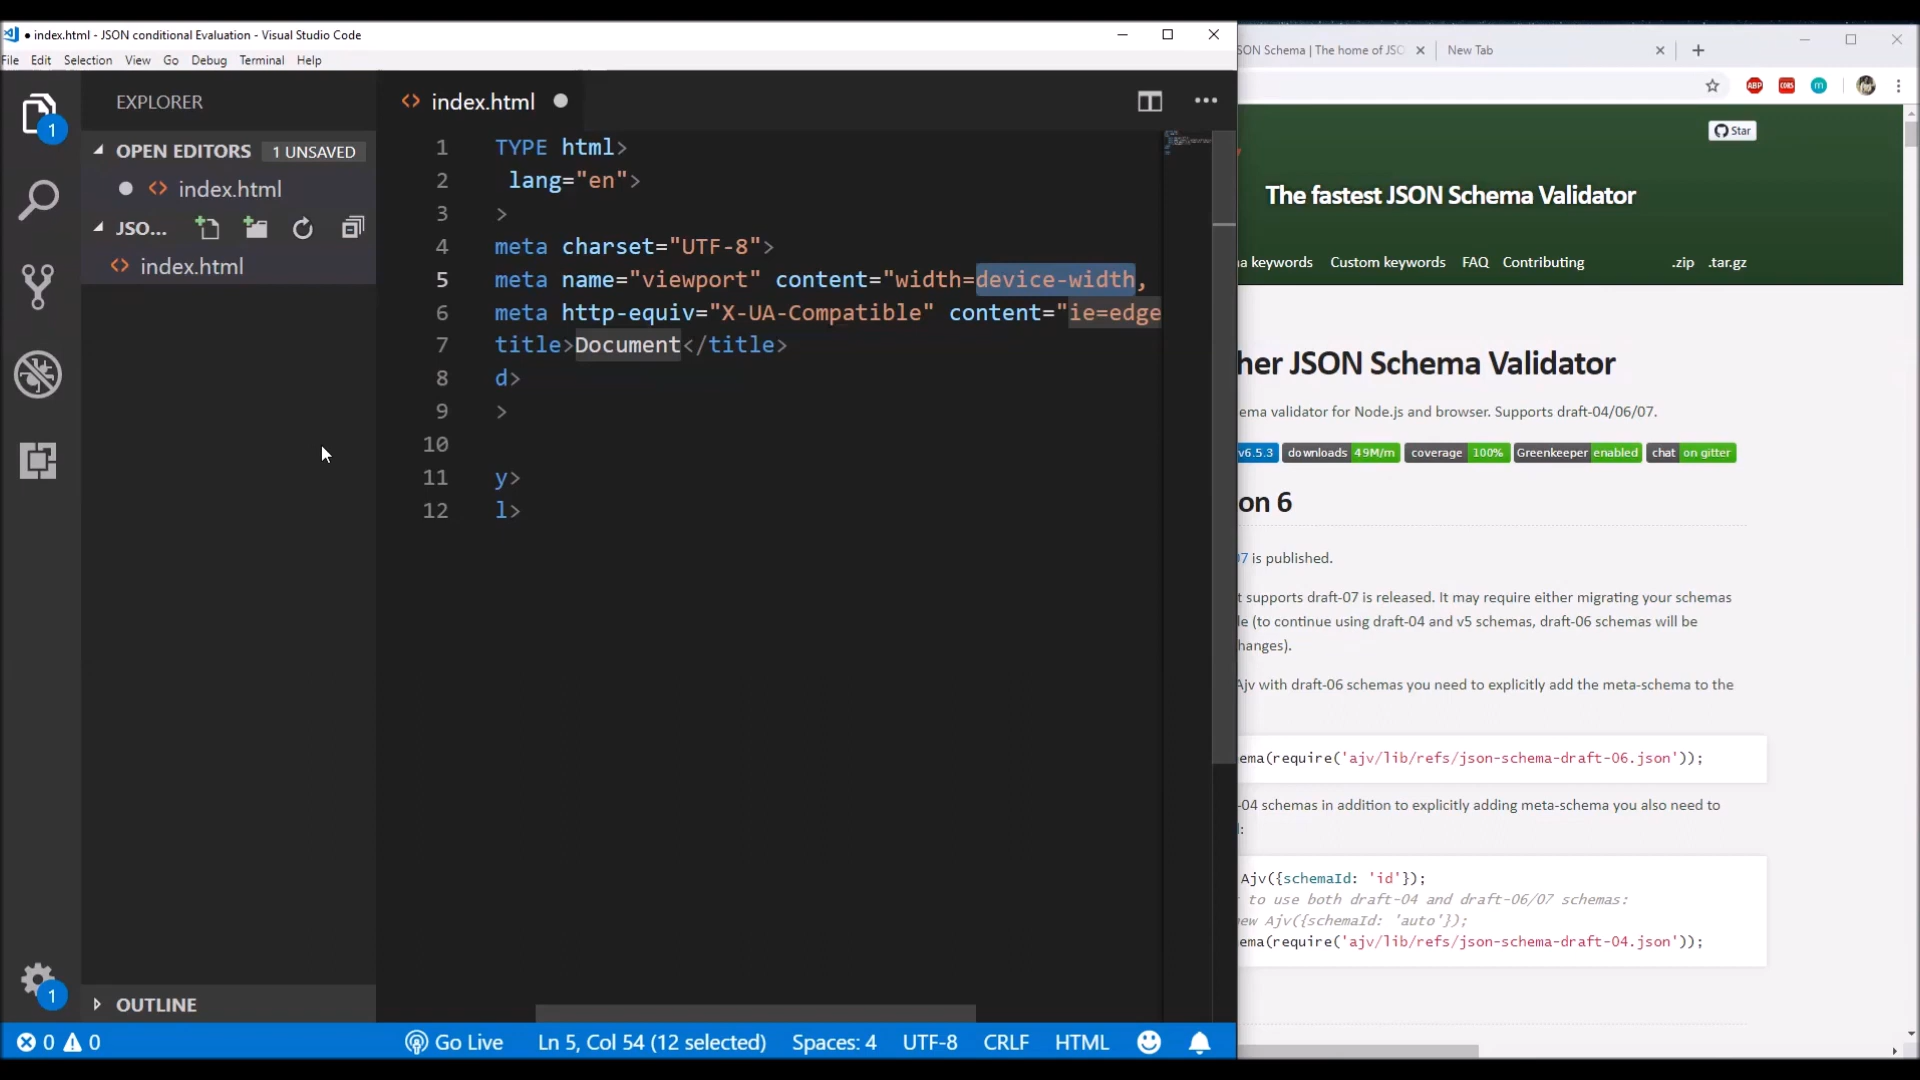 index.html - JSON conditional Evaluation - Visual Studio Code
File Edit Selection View Go Debug Terminal Help
EXPLORER
OPEN EDITORS 1 UNSAVED
index.html
JSO...
index.html
1
1
index.html
1 TYPE html>
2 lang="en">
3 >
4 meta charset="UTF-8">
5 meta name="viewport" content="width=device-width,
6 meta http-equiv="X-UA-Compatible" content="ie=edge
7 title>Document</title>
8 d>
9 >
10
11 y>
12 l>
OUTLINE
0 0 Go Live Ln 5, Col 54 (12 selected) Spaces: 4 UTF-8 CRLF HTML
SON Schema | The home of JSO New Tab
ABP CORS m
Star
The fastest JSON Schema Validator
a keywords Custom keywords FAQ Contributing .zip .tar.gz
her JSON Schema Validator
ema validator for Node.js and browser. Supports draft-04/06/07.
v6.5.3 downloads 49M/m coverage 100% Greenkeeper enabled chat on gitter
on 6
07 is published.
t supports draft-07 is released. It may require either migrating your schemas
le (to continue using draft-04 and v5 schemas, draft-06 schemas will be
hanges).
Ajv with draft-06 schemas you need to explicitly add the meta-schema to the
ema(require('ajv/lib/refs/json-schema-draft-06.json'));
-04 schemas in addition to explicitly adding meta-schema you also need to
:
Ajv({schemaId: 'id'});
to use both draft-04 and draft-06/07 schemas:
ew Ajv({schemaId: 'auto'});
ema(require('ajv/lib/refs/json-schema-draft-04.json'));